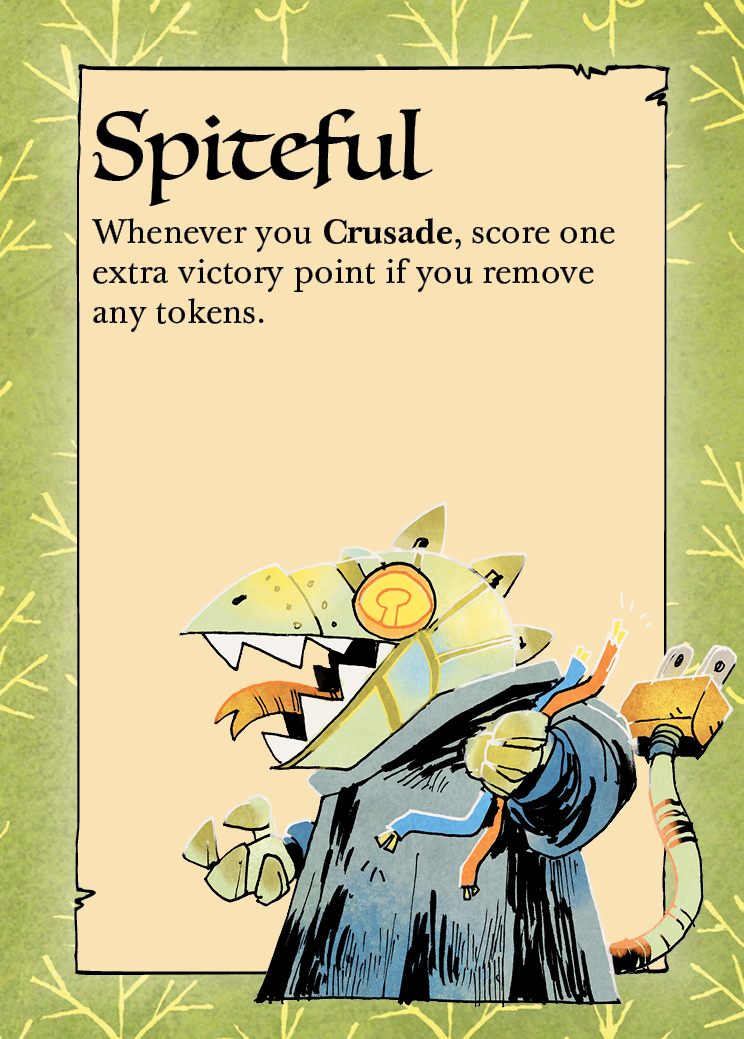 Spiteful
Whenever you Crusade, score one
extra victory point if you remove
any tokens.